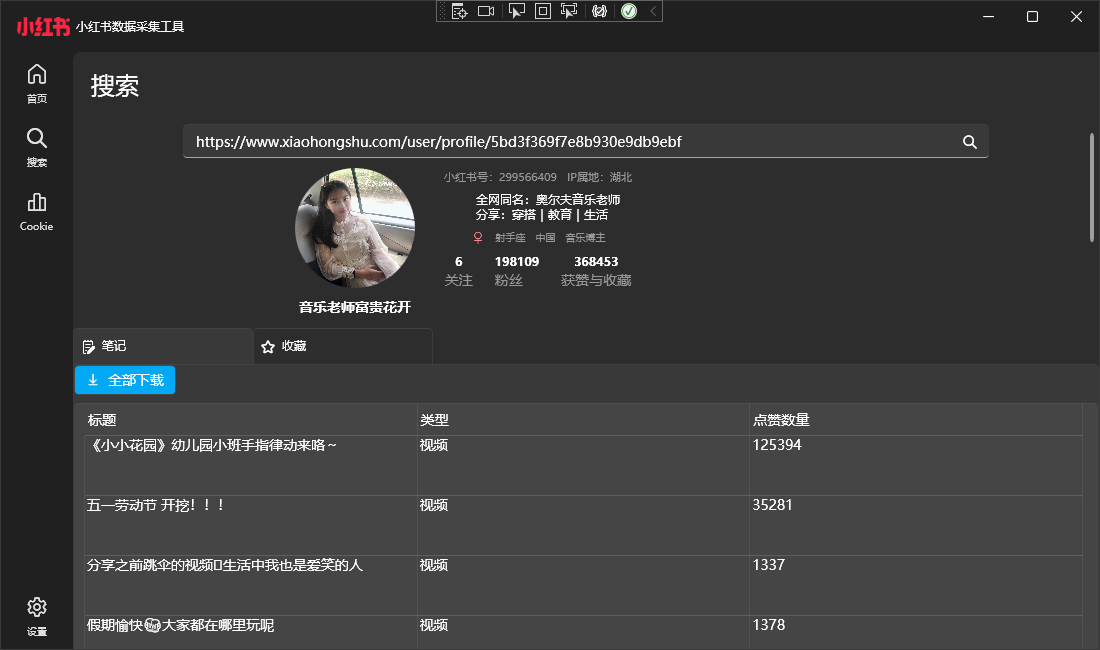 小红书 小红书数据采集工具
首页
搜索
Cookie
设置
搜索
https://www.xiaohongshu.com/user/profile/5bd3f369f7e8b930e9db9ebf
小红书号：299566409 IP属地：湖北
全网同名：奥尔夫音乐老师
分享：穿搭 | 教育 | 生活
♀ 射手座 中国 音乐博主
6 198109 368453
关注 粉丝 获赞与收藏
音乐老师富贵花开
笔记 收藏
全部下载
标题 类型 点赞数量
《小小花园》幼儿园小班手指律动来咯～ 视频 125394
五一劳动节 开挖！！！ 视频 35281
分享之前跳伞的视频▯生活中我也是爱笑的人 视频 1337
假期愉快大家都在哪里玩呢 视频 1378